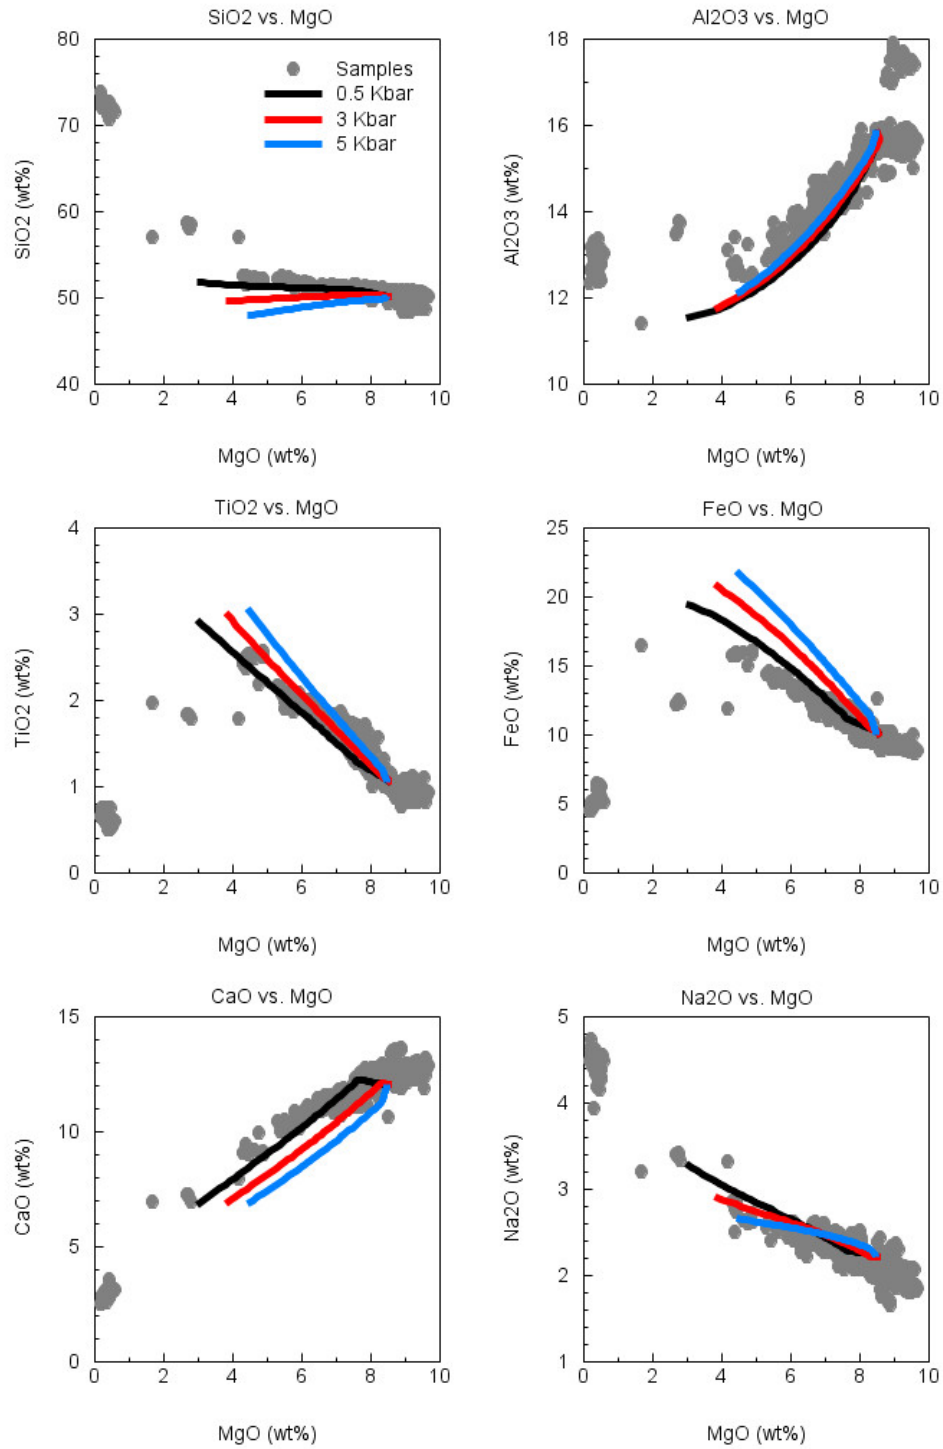 SiO2 vs. MgO
80
70
60
50
40
0 2 4 6 8 10
SiO2 (wt%)
MgO (wt%)
Samples
0.5 Kbar
3 Kbar
5 Kbar
Al2O3 vs. MgO
18
16
14
12
10
0 2 4 6 8 10
Al2O3 (wt%)
MgO (wt%)
TiO2 vs. MgO
4
3
2
1
0
0 2 4 6 8 10
TiO2 (wt%)
MgO (wt%)
FeO vs. MgO
25
20
15
10
5
0
0 2 4 6 8 10
FeO (wt%)
MgO (wt%)
CaO vs. MgO
15
10
5
0
0 2 4 6 8 10
CaO (wt%)
MgO (wt%)
Na2O vs. MgO
5
4
3
2
1
0 2 4 6 8 10
Na2O (wt%)
MgO (wt%)